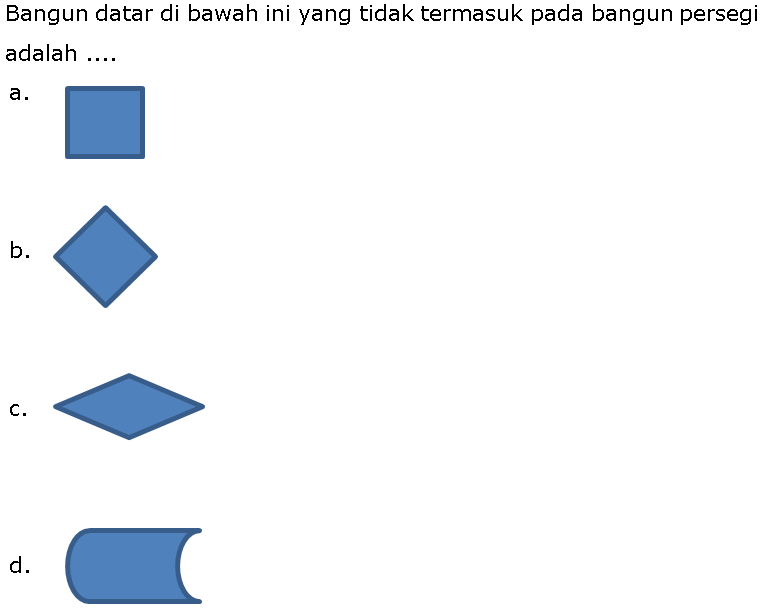 Bangun datar di bawah ini yang tidak termasuk pada bangun persegi
adalah ....
a.
b.
c.
d.